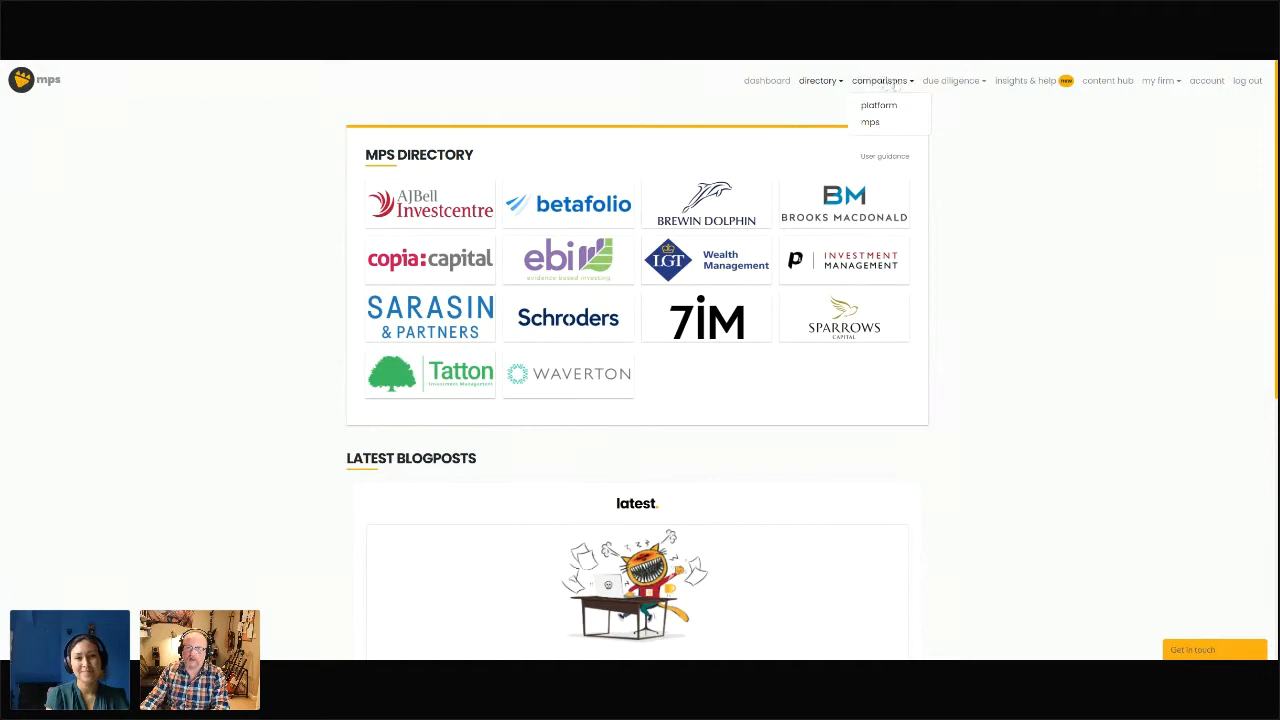 mps
dashboard directory comparisons due diligence insights & help new content hub my firm account log out
platform
mps
MPS DIRECTORY
User guidance
AJBell Investcentre
betafolio
BREWIN DOLPHIN
BM BROOKS MACDONALD
copia:capital
ebi evidence based investing
LGT Wealth Management
P INVESTMENT MANAGEMENT
SARASIN & PARTNERS
Schroders
7iM
SPARROWS CAPITAL
Tatton Investment Management
WAVERTON
LATEST BLOGPOSTS
latest.
Get in touch